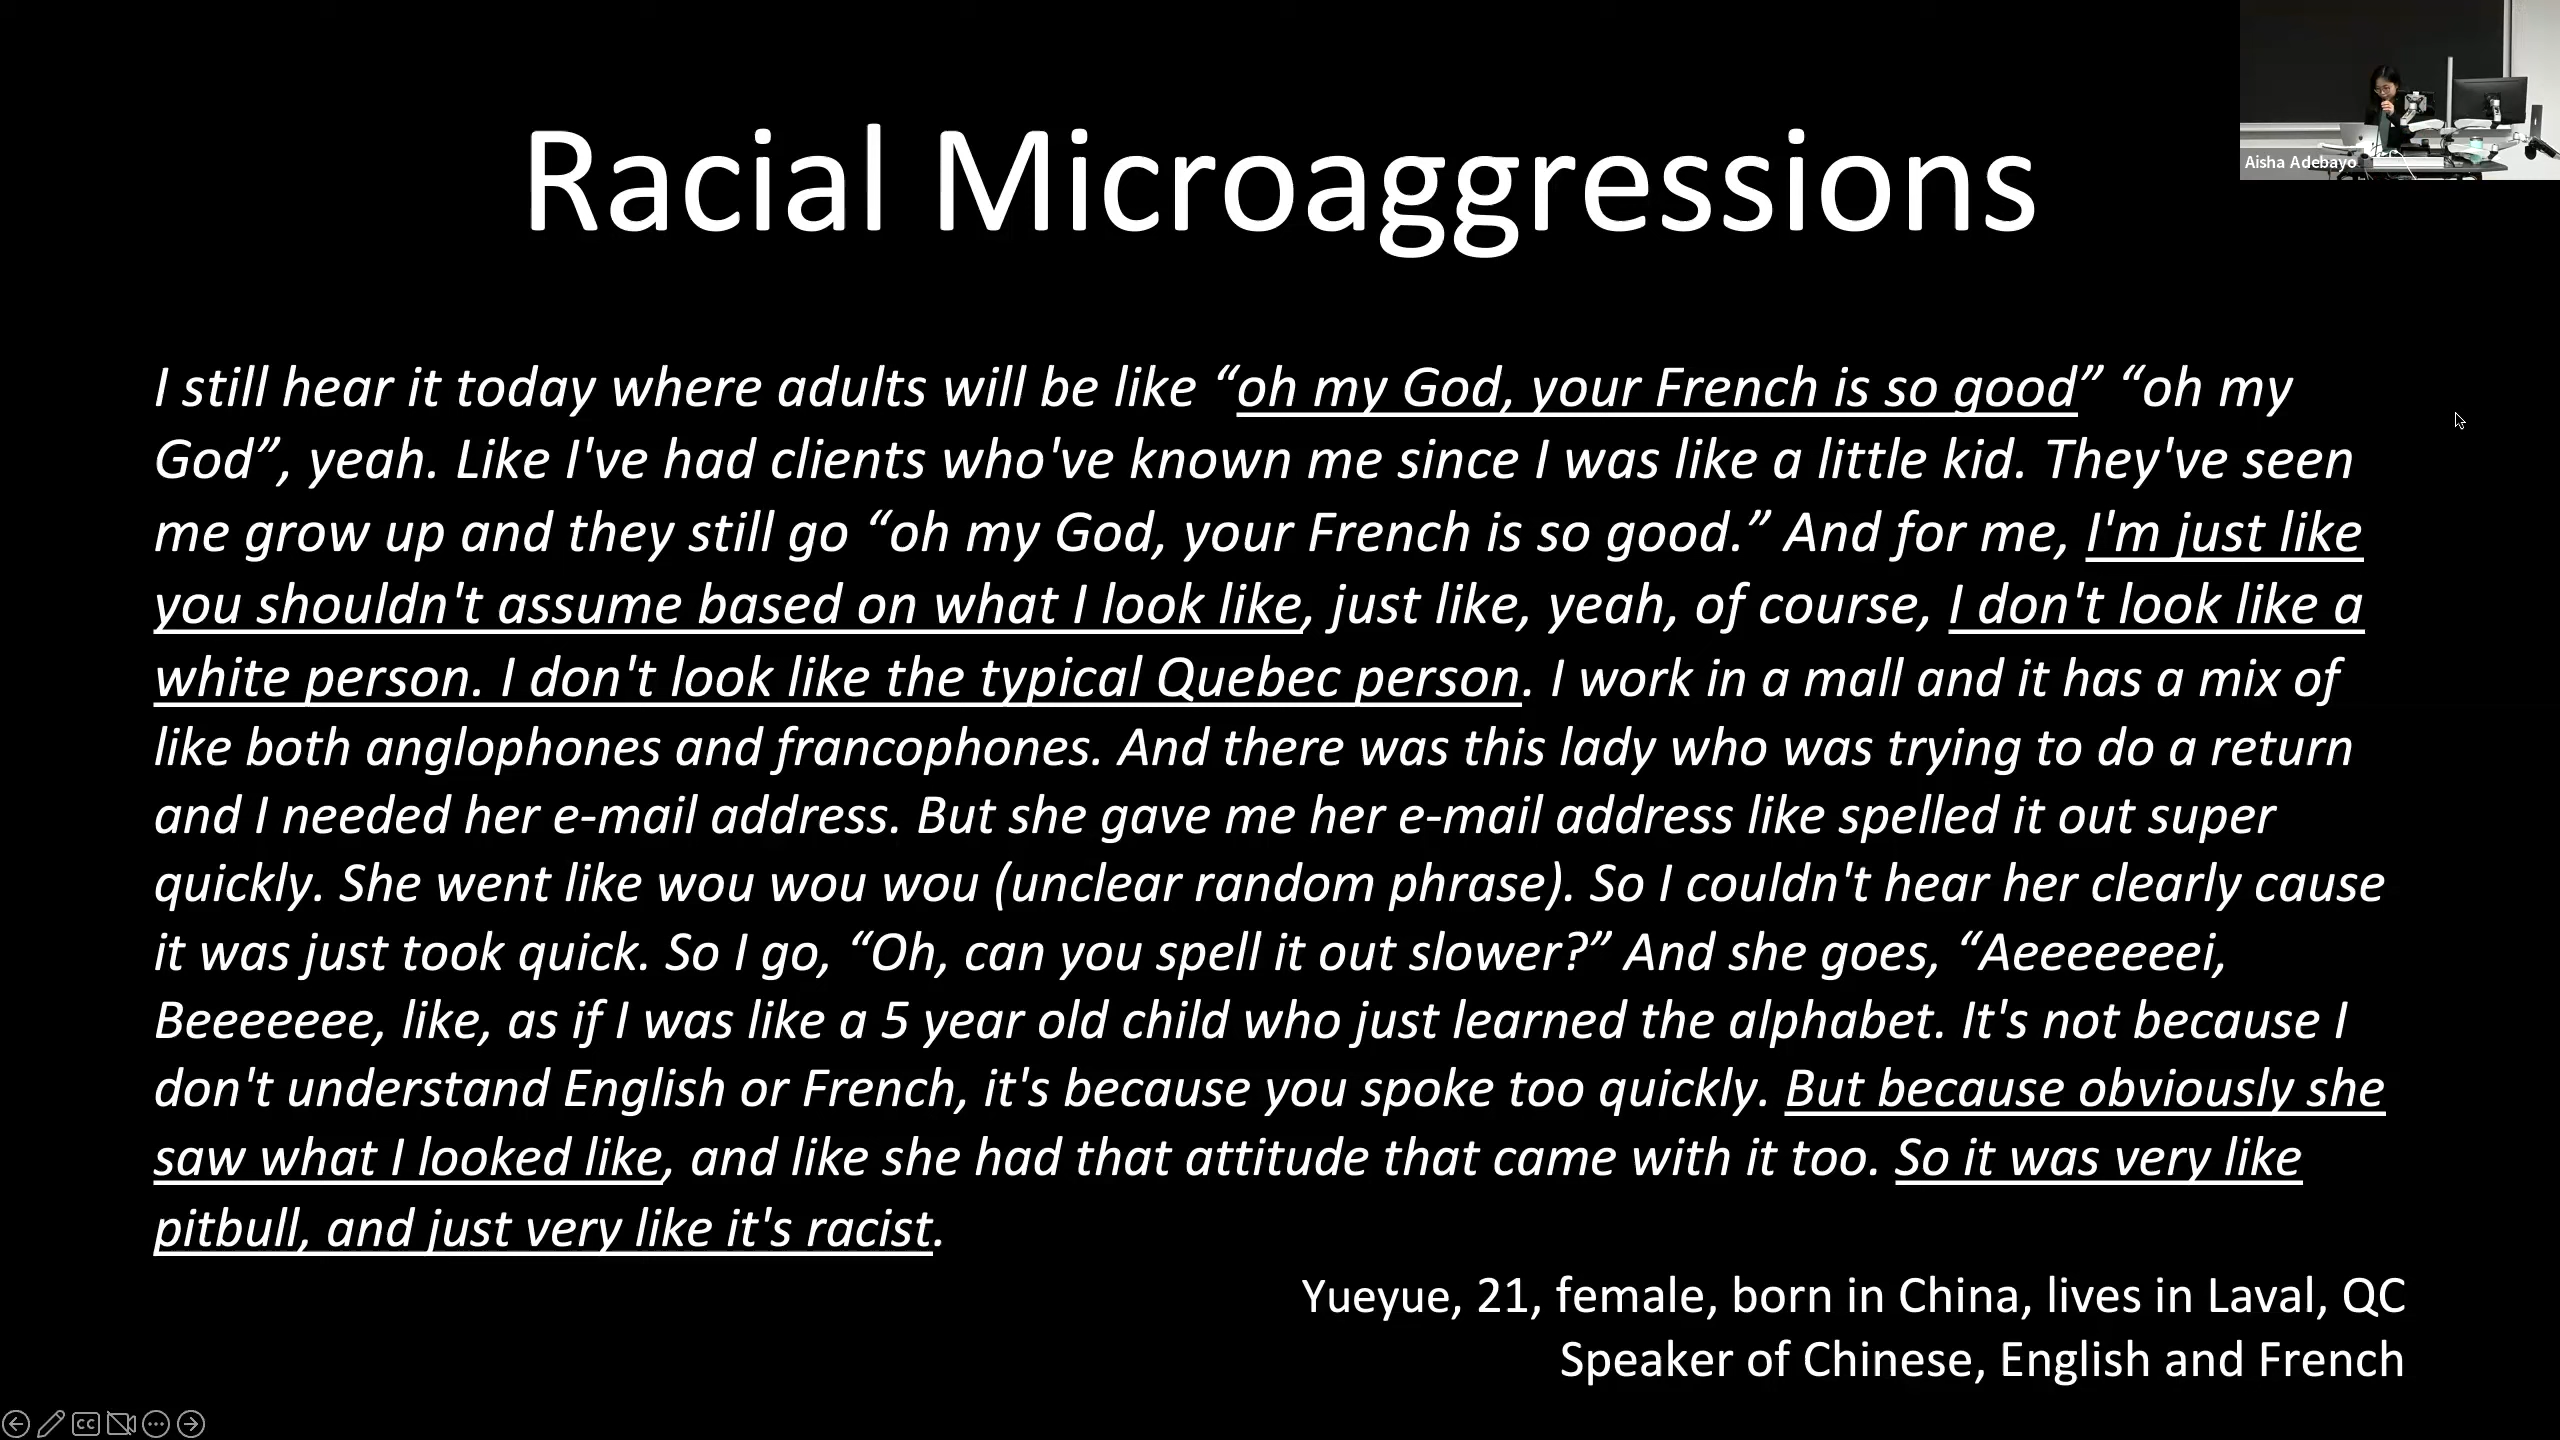 Racial Microaggressions
Aisha Adebayo
I still hear it today where adults will be like “oh my God, your French is so good” “oh my
God”, yeah. Like I've had clients who've known me since I was like a little kid. They've seen
me grow up and they still go “oh my God, your French is so good.” And for me, I'm just like
you shouldn't assume based on what I look like, just like, yeah, of course, I don't look like a
white person. I don't look like the typical Quebec person. I work in a mall and it has a mix of
like both anglophones and francophones. And there was this lady who was trying to do a return
and I needed her e-mail address. But she gave me her e-mail address like spelled it out super
quickly. She went like wou wou wou (unclear random phrase). So I couldn't hear her clearly cause
it was just took quick. So I go, “Oh, can you spell it out slower?” And she goes, “Aeeeeeeei,
Beeeeeee, like, as if I was like a 5 year old child who just learned the alphabet. It's not because I
don't understand English or French, it's because you spoke too quickly. But because obviously she
saw what I looked like, and like she had that attitude that came with it too. So it was very like
pitbull, and just very like it's racist.
Yueyue, 21, female, born in China, lives in Laval, QC
Speaker of Chinese, English and French
CC